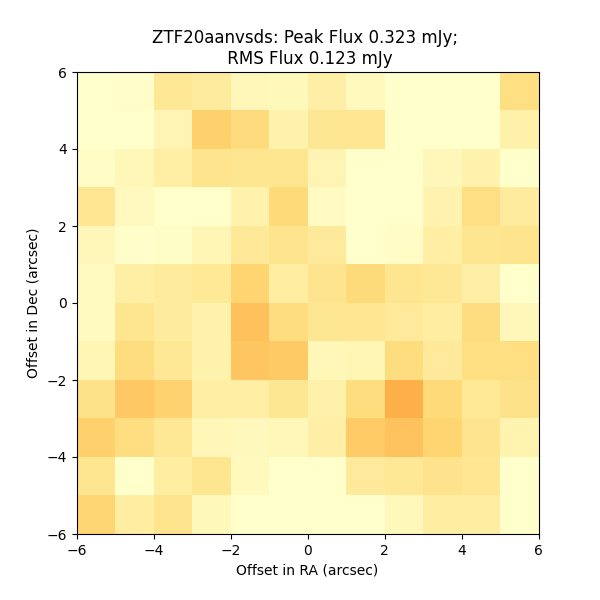 ZTF20aanvsds: Peak Flux 0.323 mJy;
RMS Flux 0.123 mJy
6
4
2
0
−2
−4
−6
Offset in Dec (arcsec)
−6 −4 −2 0 2 4 6
Offset in RA (arcsec)